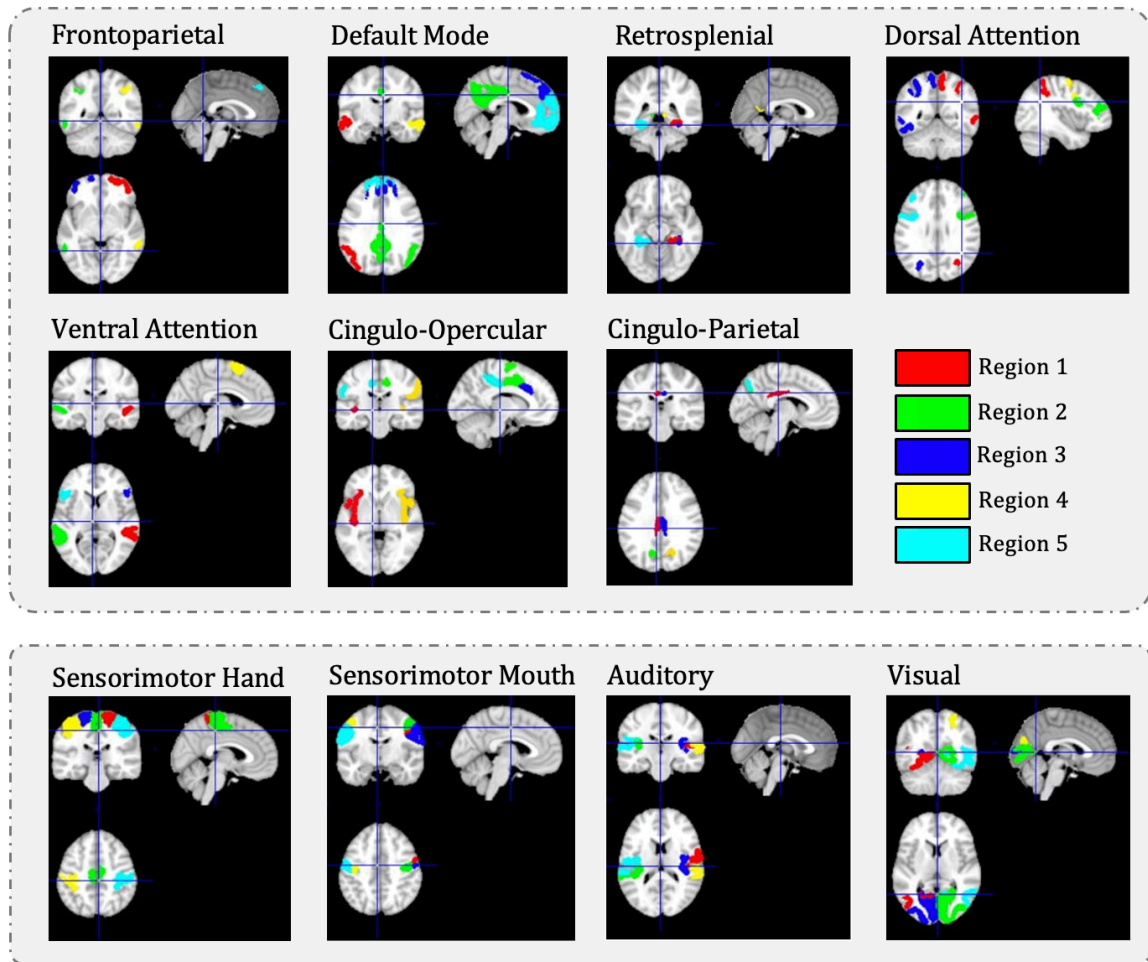 Frontoparietal
Default Mode
Retrosplenial
Dorsal Attention
Ventral Attention
Cingulo-Opercular
Cingulo-Parietal
Region 1
Region 2
Region 3
Region 4
Region 5
Sensorimotor Hand
Sensorimotor Mouth
Auditory
Visual